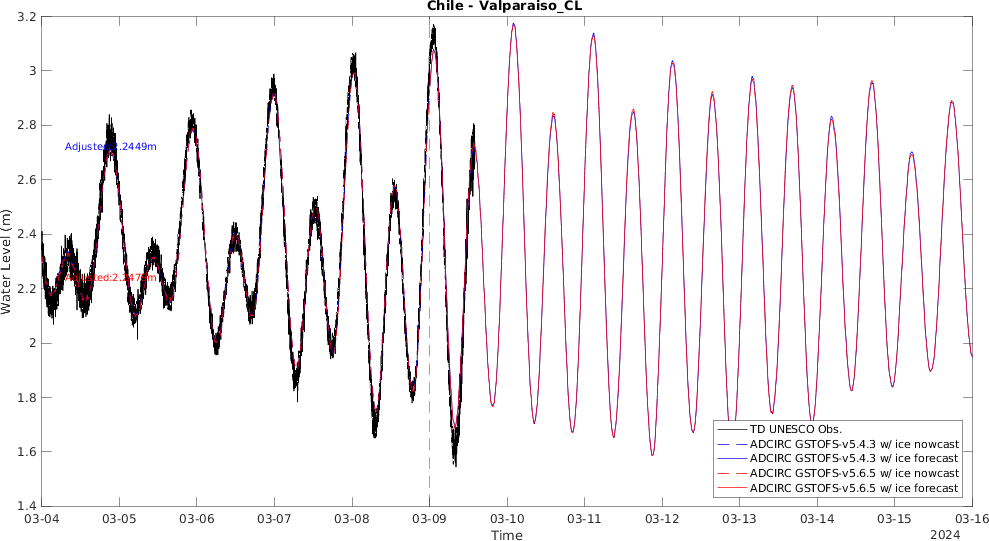 Chile - Valparaiso_CL
3.2
3
2.8
2.6
2.4
2.2
2
1.8
1.6
1.4
Water Level (m)
Adjusted:2.2449m
TD UNESCO Obs.
ADCIRC GSTOFS-v5.4.3 w/ ice nowcast
ADCIRC GSTOFS-v5.4.3 w/ ice forecast
ADCIRC GSTOFS-v5.6.5 w/ ice nowcast
ADCIRC GSTOFS-v5.6.5 w/ ice forecast
03-04 03-05 03-06 03-07 03-08 03-09 03-10 03-11 03-12 03-13 03-14 03-15 03-16
Time
2024